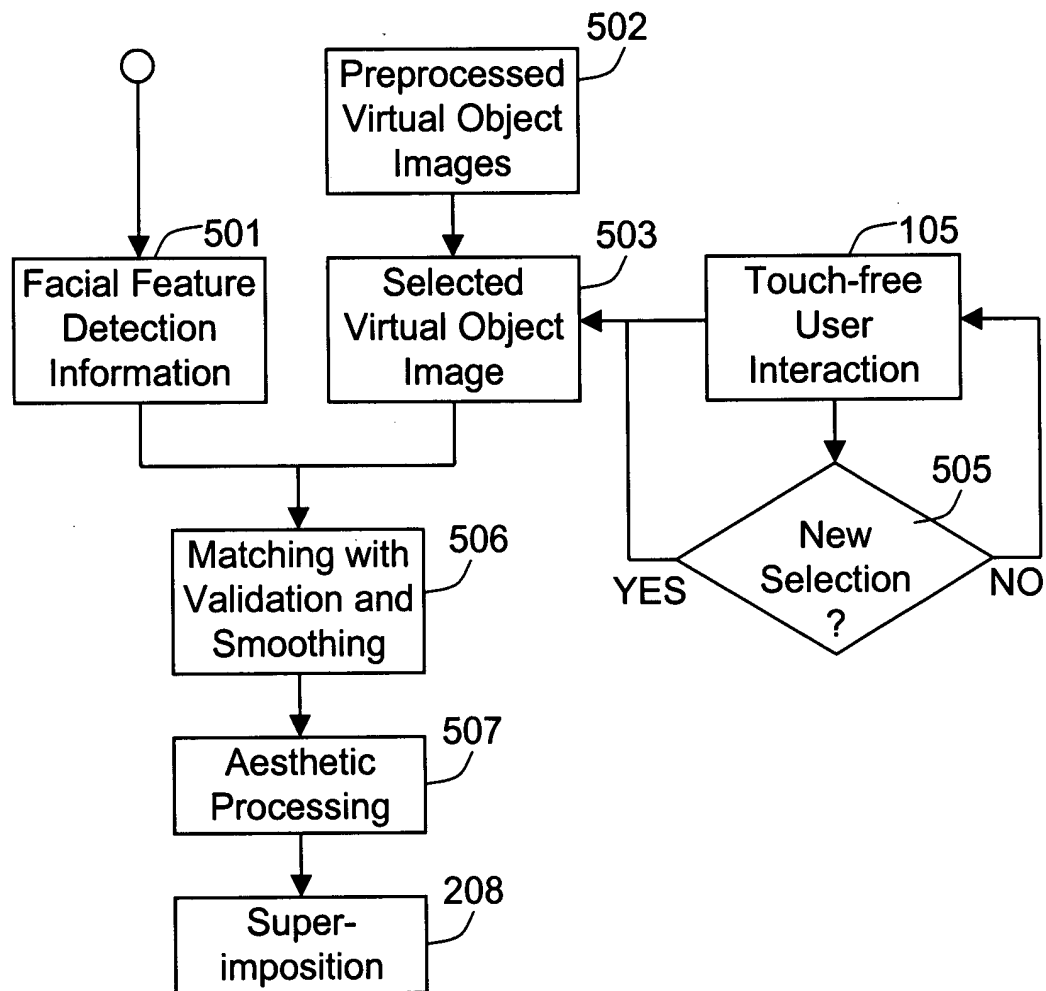 502
Preprocessed
Virtual Object
Images
501
Facial Feature
Detection
Information
503
Selected
Virtual Object
Image
105
Touch-free
User
Interaction
505
New
Selection
?
YES
NO
506
Matching with
Validation and
Smoothing
507
Aesthetic
Processing
208
Super-
imposition